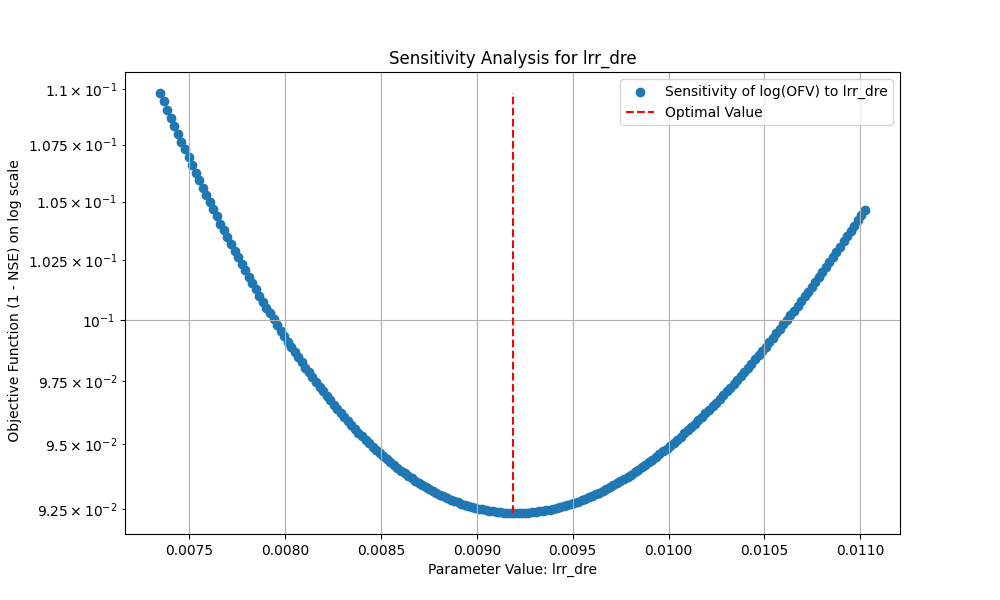 Sensitivity Analysis for lrr_dre
Sensitivity of log(OFV) to lrr_dre
Optimal Value
Objective Function (1 - NSE) on log scale
1.1 × 10⁻¹
1.075 × 10⁻¹
1.05 × 10⁻¹
1.025 × 10⁻¹
10⁻¹
9.75 × 10⁻²
9.5 × 10⁻²
9.25 × 10⁻²
0.0075 0.0080 0.0085 0.0090 0.0095 0.0100 0.0105 0.0110
Parameter Value: lrr_dre